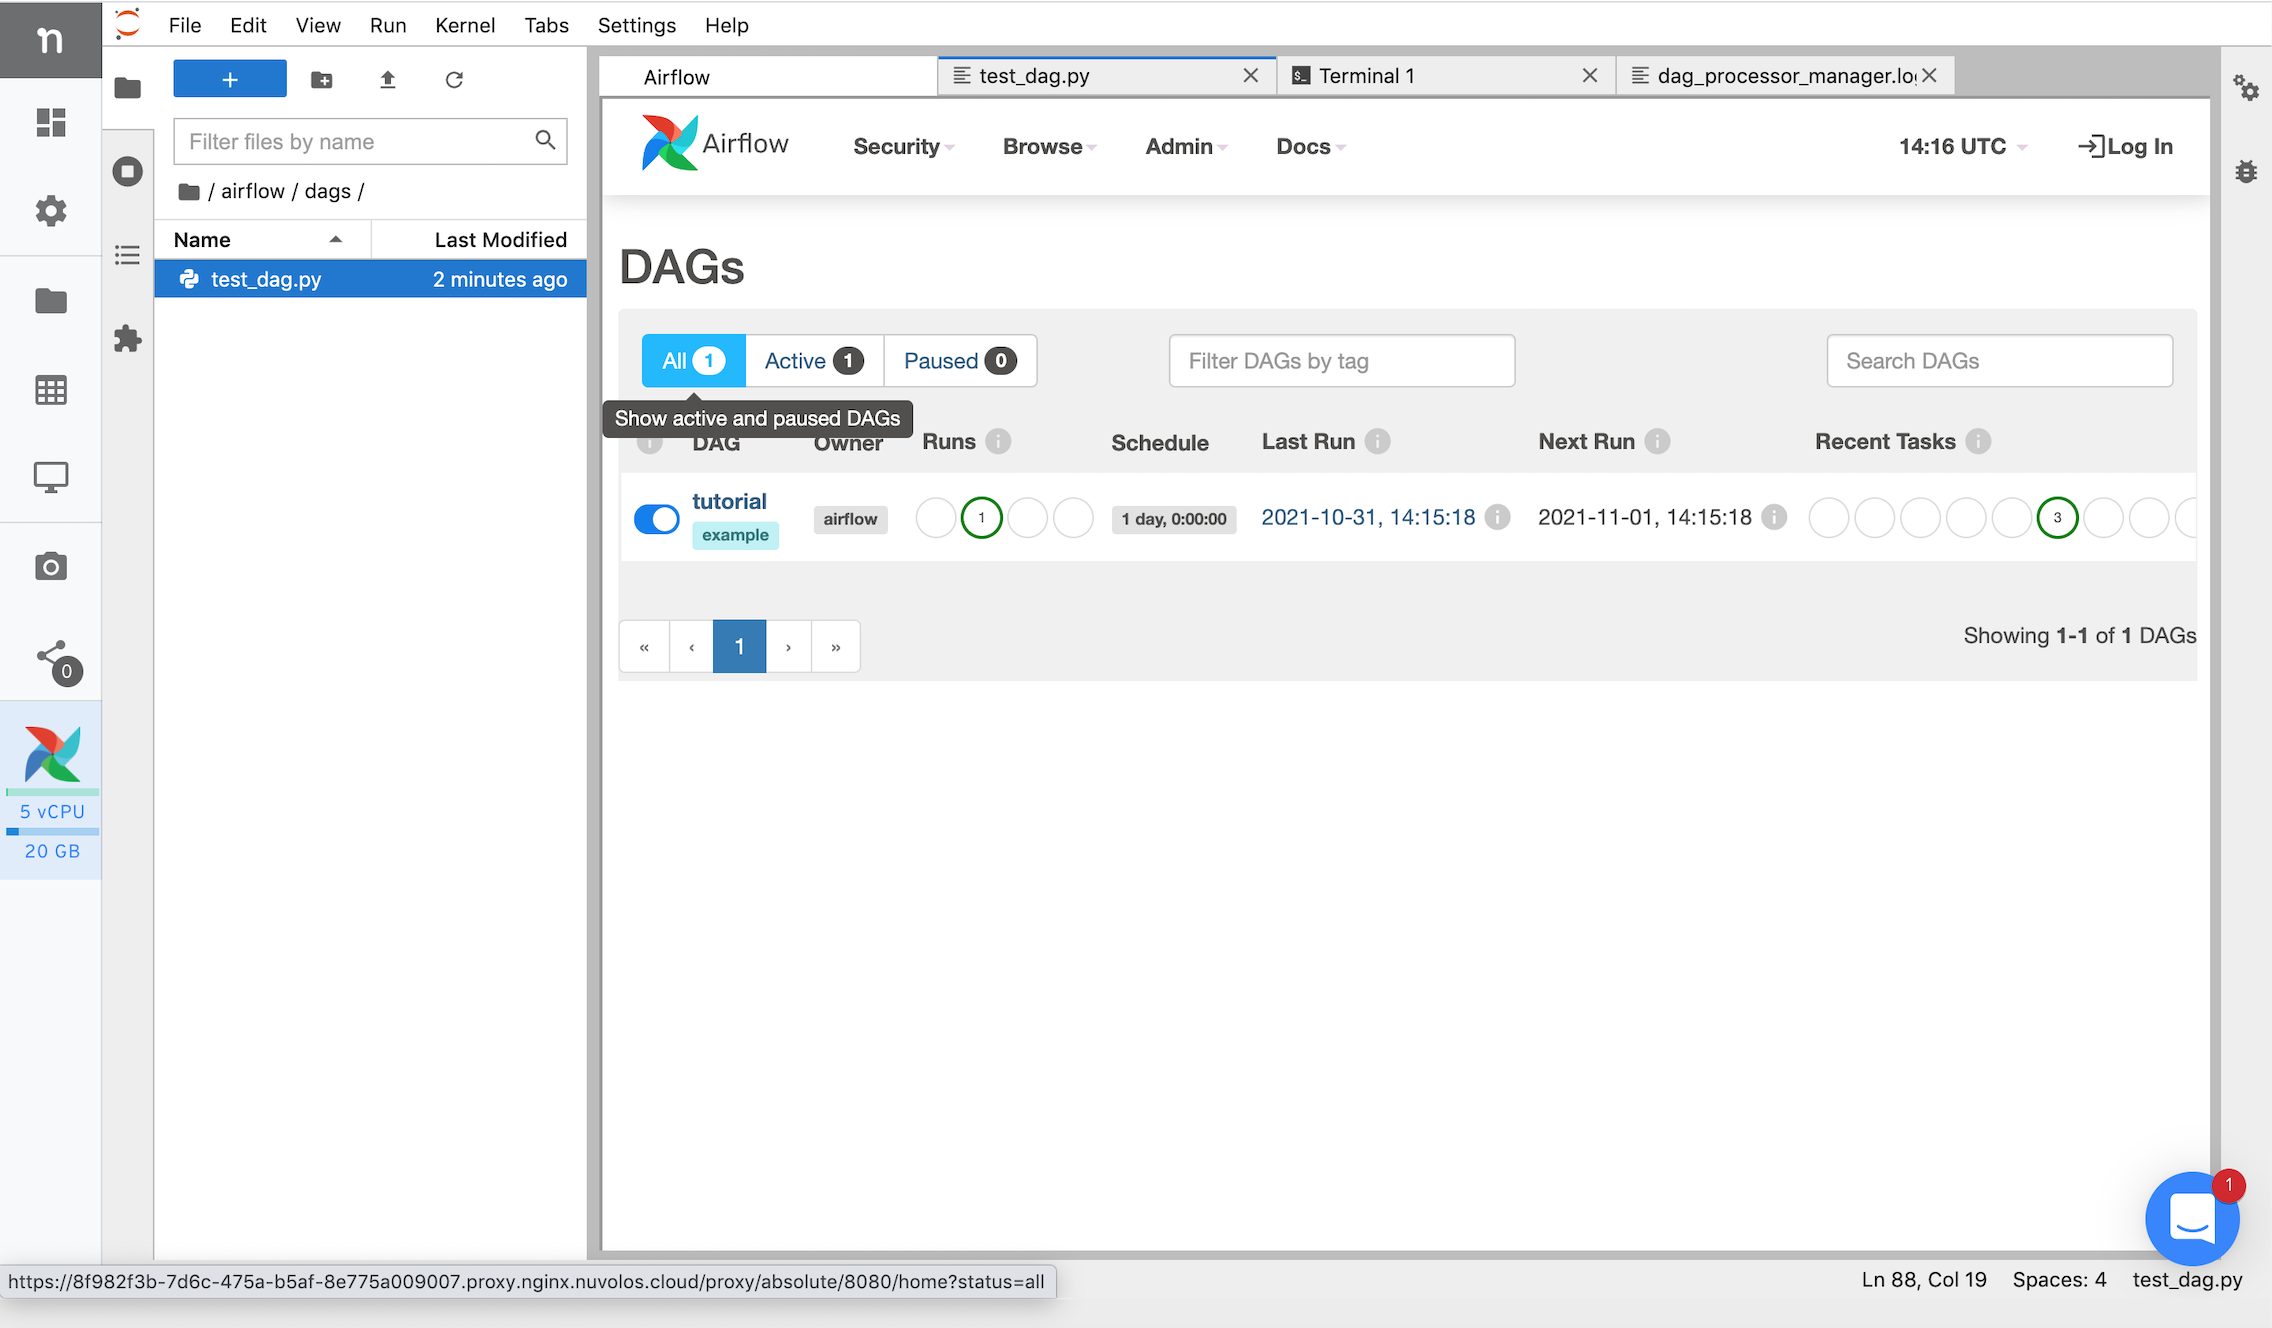 n
File Edit View Run Kernel Tabs Settings Help
+
Airflow test_dag.py Terminal 1 dag_processor_manager.lo
Filter files by name
/ airflow / dags /
Name Last Modified
test_dag.py 2 minutes ago
Airflow Security Browse Admin Docs 14:16 UTC Log In
DAGs
All 1 Active 1 Paused 0 Filter DAGs by tag Search DAGs
Show active and paused DAGs
DAG Owner Runs Schedule Last Run Next Run Recent Tasks
tutorial
example
airflow 1 1 day, 0:00:00 2021-10-31, 14:15:18 2021-11-01, 14:15:18 3
« ‹ 1 › »
Showing 1-1 of 1 DAGs
0
5 vCPU
20 GB
1
https://8f982f3b-7d6c-475a-b5af-8e775a009007.proxy.nginx.nuvolos.cloud/proxy/absolute/8080/home?status=all
Ln 88, Col 19 Spaces: 4 test_dag.py